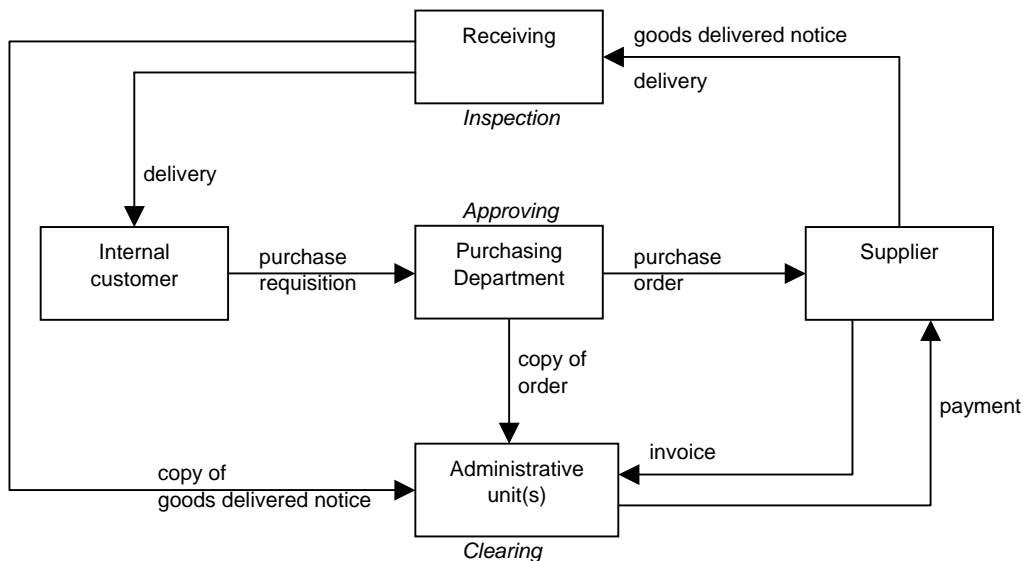 Receiving
goods delivered notice
delivery
Inspection
delivery
Approving
Internal
customer
purchase
requisition
Purchasing
Department
purchase
order
Supplier
copy of
order
payment
invoice
Administrative
unit(s)
copy of
goods delivered notice
Clearing